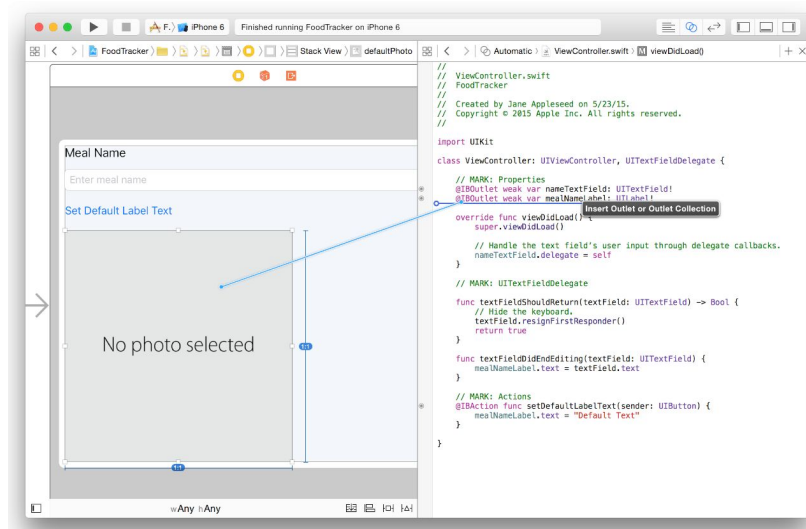 F.⟩ iPhone 6 Finished running FoodTracker on iPhone 6
FoodTracker Stack View defaultPhoto
Automatic ViewController.swift M viewDidLoad()
Meal Name
Enter meal name
Set Default Label Text
No photo selected
1:1
1:1
wAny hAny
//
// ViewController.swift
// FoodTracker
//
// Created by Jane Appleseed on 5/23/15.
// Copyright © 2015 Apple Inc. All rights reserved.
//
import UIKit
class ViewController: UIViewController, UITextFieldDelegate {
// MARK: Properties
@IBOutlet weak var nameTextField: UITextField!
@IBOutlet weak var mealNameLabel: UILabel!
Insert Outlet or Outlet Collection
override func viewDidLoad() {
super.viewDidLoad()
// Handle the text field's user input through delegate callbacks.
nameTextField.delegate = self
}
// MARK: UITextFieldDelegate
func textFieldShouldReturn(textField: UITextField) -> Bool {
// Hide the keyboard.
textField.resignFirstResponder()
return true
}
func textFieldDidEndEditing(textField: UITextField) {
mealNameLabel.text = textField.text
}
// MARK: Actions
@IBAction func setDefaultLabelText(sender: UIButton) {
mealNameLabel.text = "Default Text"
}
}